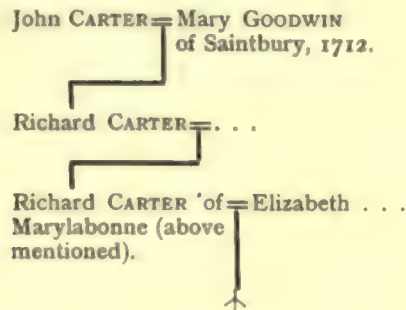 John CARTER = Mary GOODWIN
of Saintbury, 1712.
Richard CARTER = . . .
Richard CARTER of = Elizabeth . . .
Marylabonne (above
mentioned).